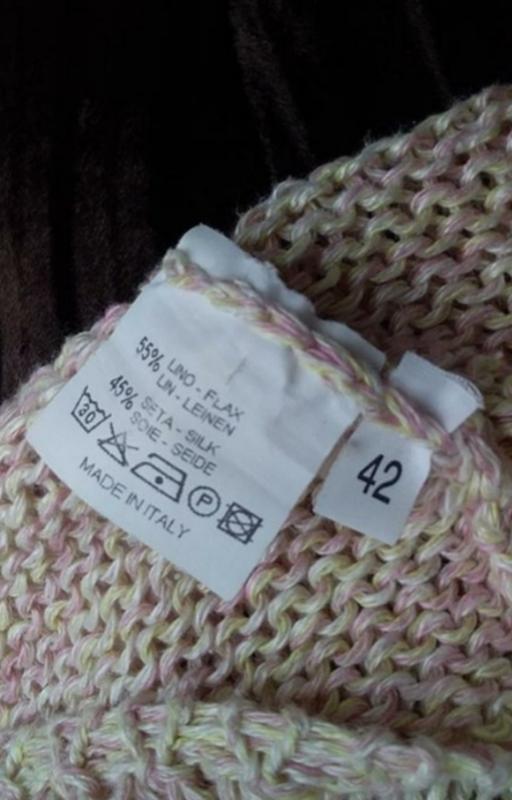 55% LINO - FLAX
LIN - LEINEN
45% SETA - SILK
SOIE - SEIDE
30 P
MADE IN ITALY
42